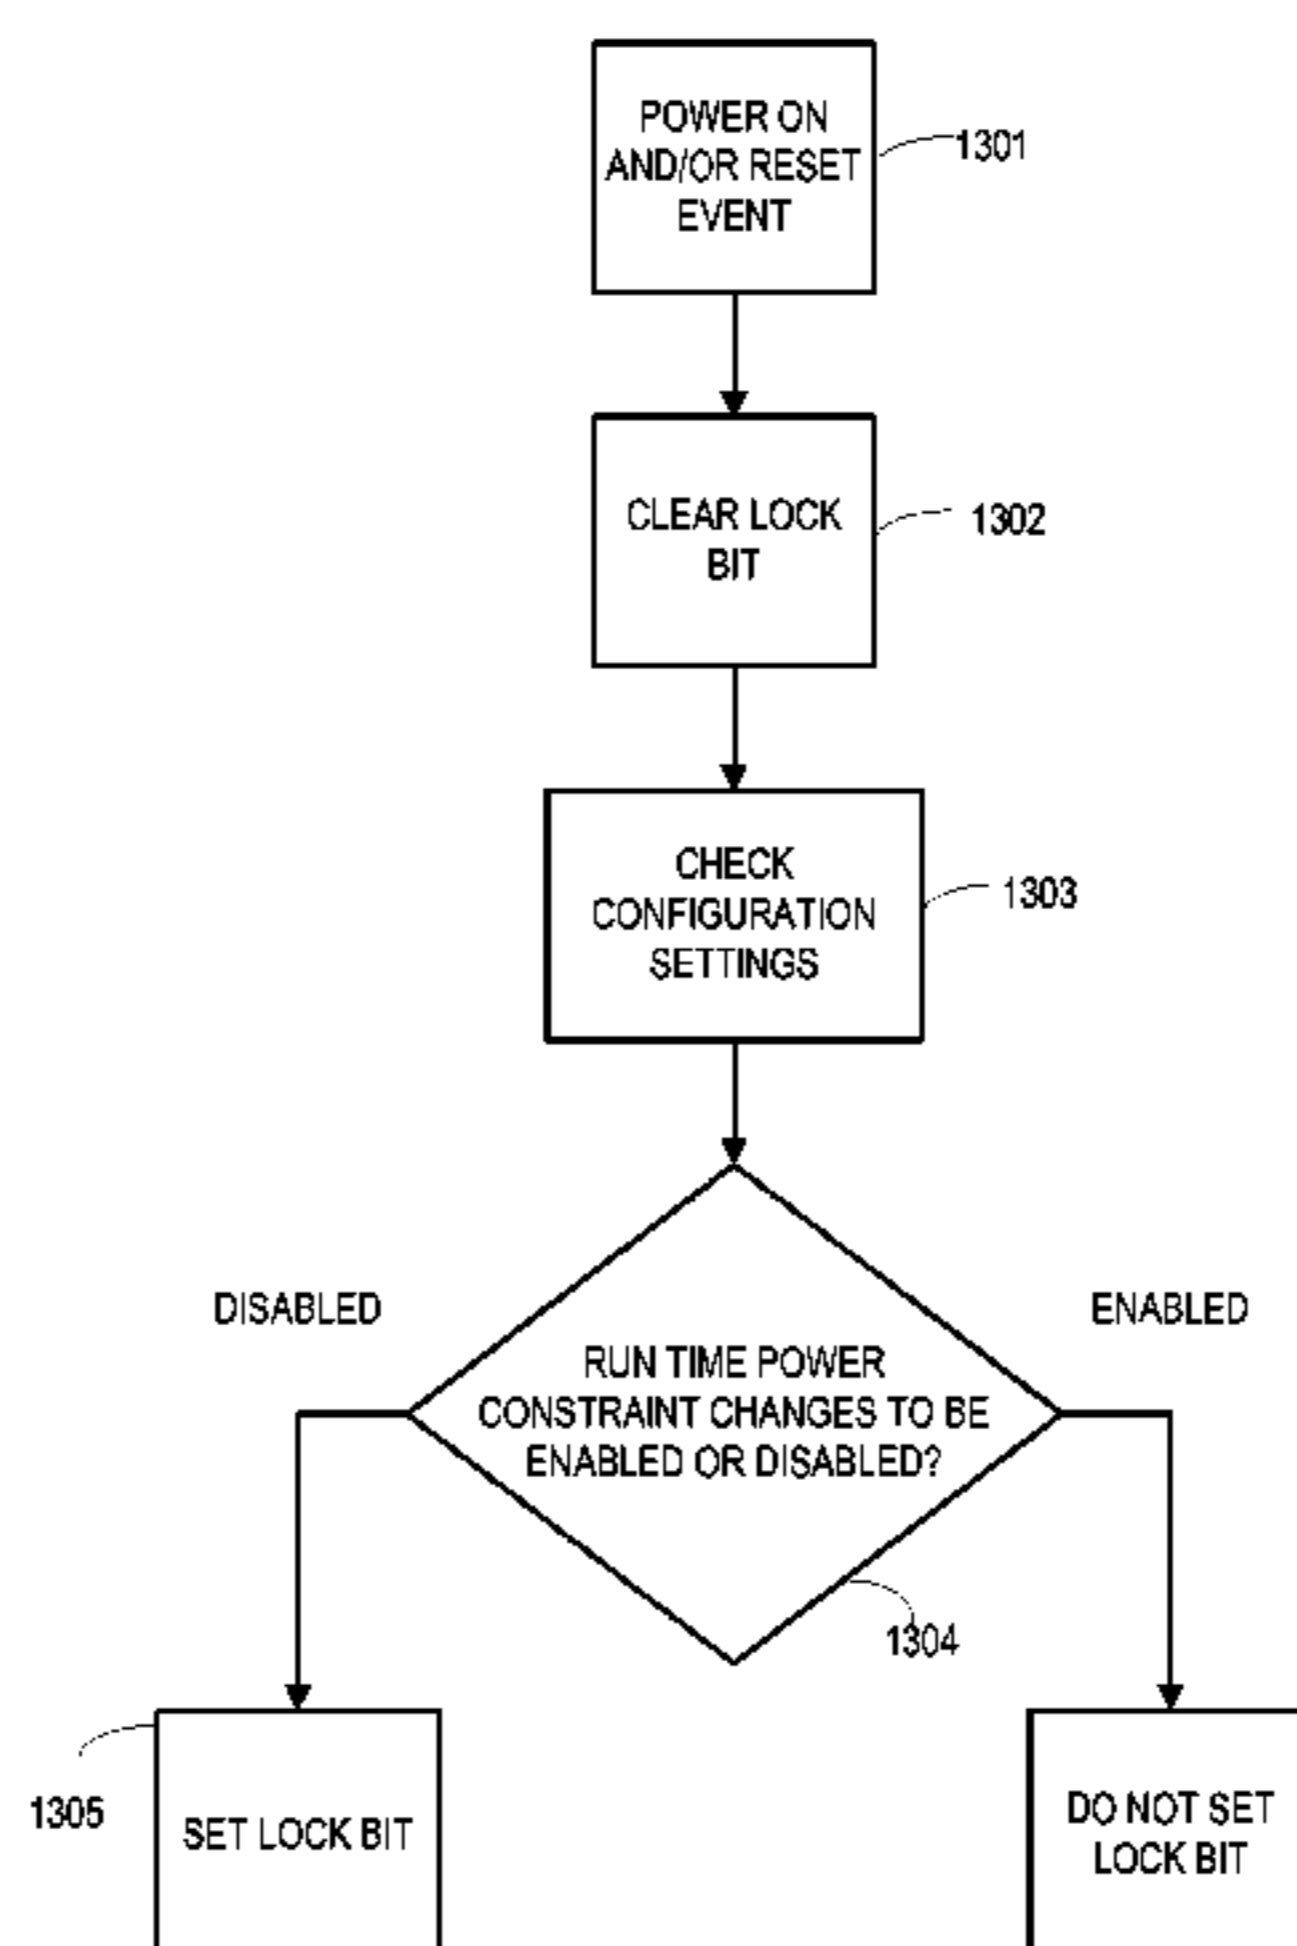 POWER ON
AND/OR RESET
EVENT
1301
CLEAR LOCK
BIT
1302
CHECK
CONFIGURATION
SETTINGS
1303
DISABLED
ENABLED
RUN TIME POWER
CONSTRAINT CHANGES TO BE
ENABLED OR DISABLED?
1304
1305
SET LOCK BIT
DO NOT SET
LOCK BIT